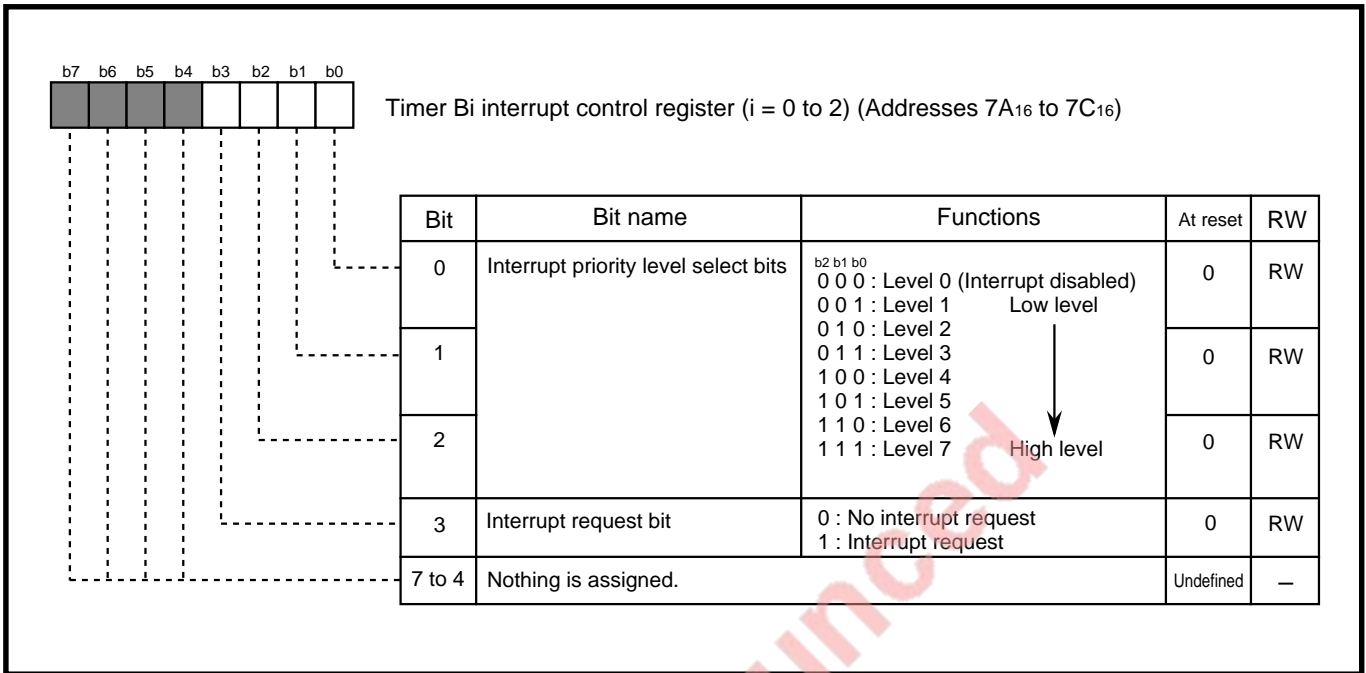 b7 b6 b5 b4 b3 b2 b1 b0
Timer Bi interrupt control register (i = 0 to 2) (Addresses 7A16 to 7C16)
Bit Bit name Functions At reset RW
0 Interrupt priority level select bits b2 b1 b0
0 0 0 : Level 0 (Interrupt disabled) 0 RW
0 0 1 : Level 1 Low level
0 1 0 : Level 2
1 0 1 1 : Level 3 0 RW
1 0 0 : Level 4
1 0 1 : Level 5
1 1 0 : Level 6
2 1 1 1 : Level 7 High level 0 RW
3 Interrupt request bit 0 : No interrupt request 0 RW
1 : Interrupt request
7 to 4 Nothing is assigned. Undefined –